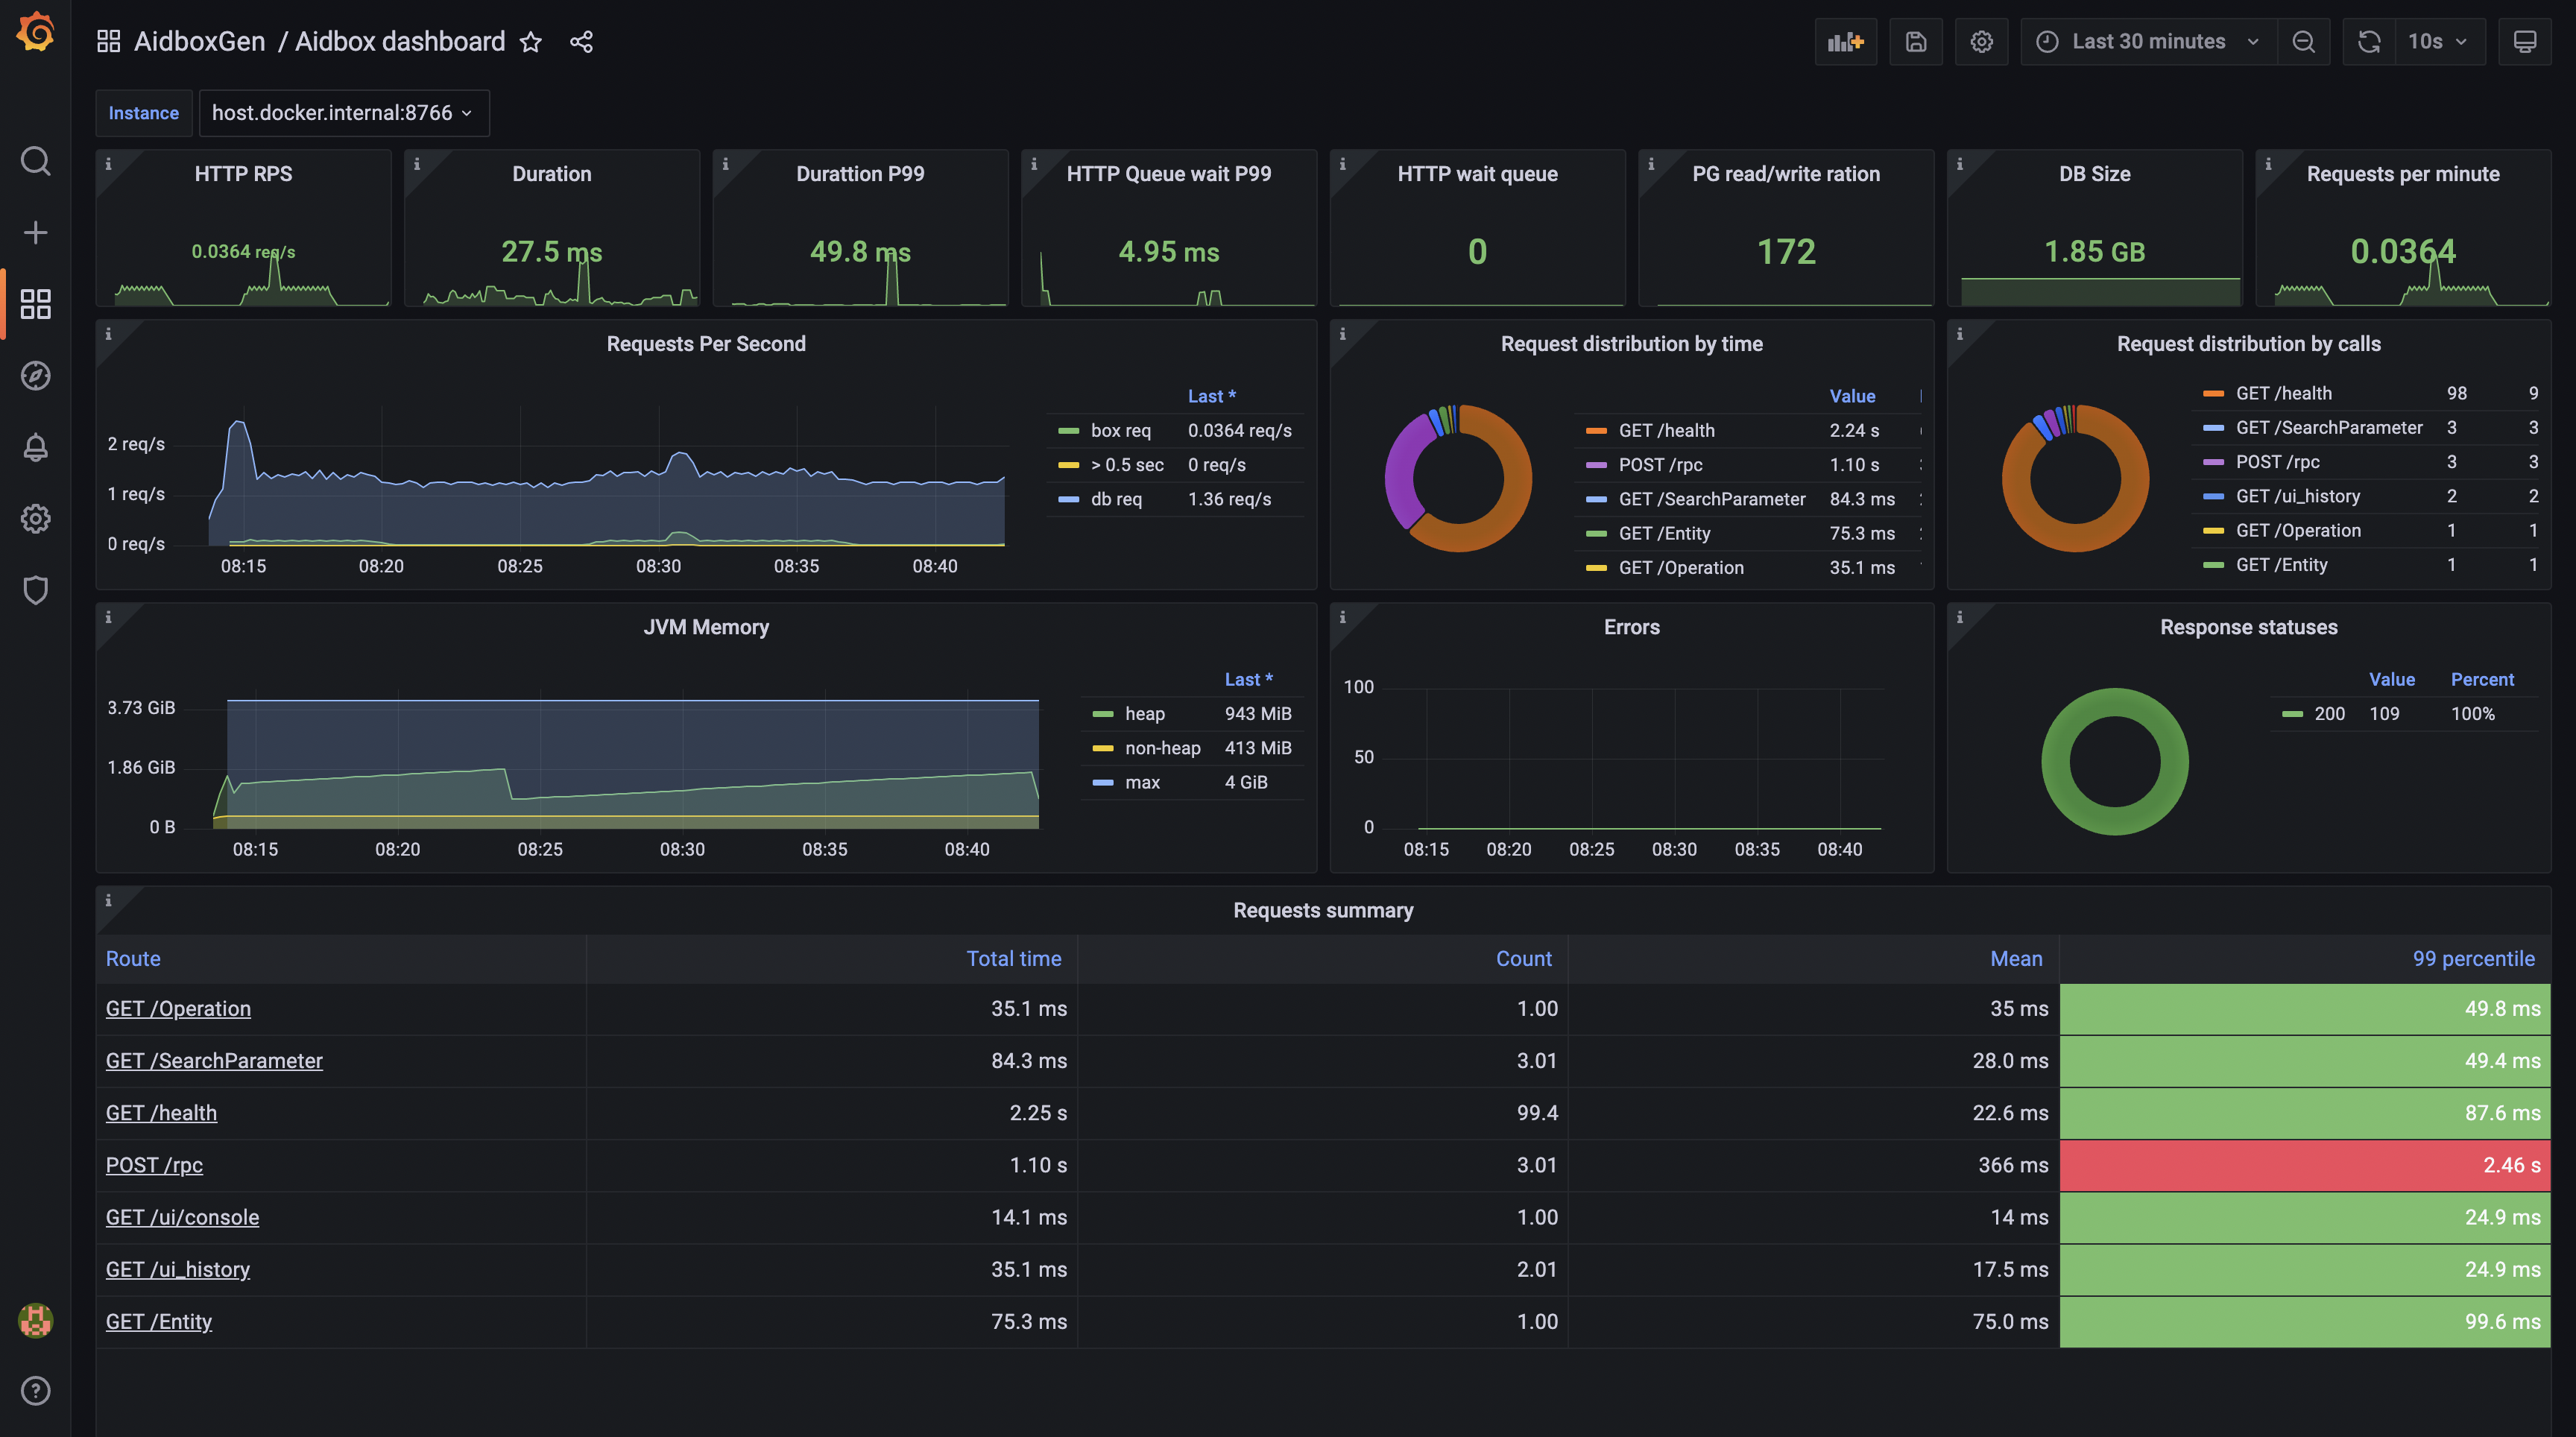 AidboxGen / Aidbox dashboard
Last 30 minutes
10s
Instance host.docker.internal:8766
HTTP RPS
0.0364 req/s
Duration
27.5 ms
Durattion P99
49.8 ms
HTTP Queue wait P99
4.95 ms
HTTP wait queue
0
PG read/write ration
172
DB Size
1.85 GB
Requests per minute
0.0364
Requests Per Second
2 req/s
1 req/s
0 req/s
08:15 08:20 08:25 08:30 08:35 08:40
Last *
box req 0.0364 req/s
> 0.5 sec 0 req/s
db req 1.36 req/s
Request distribution by time
Value
GET /health 2.24 s
POST /rpc 1.10 s
GET /SearchParameter 84.3 ms
GET /Entity 75.3 ms
GET /Operation 35.1 ms
Request distribution by calls
GET /health 98 9
GET /SearchParameter 3 3
POST /rpc 3 3
GET /ui_history 2 2
GET /Operation 1 1
GET /Entity 1 1
JVM Memory
3.73 GiB
1.86 GiB
0 B
08:15 08:20 08:25 08:30 08:35 08:40
Last *
heap 943 MiB
non-heap 413 MiB
max 4 GiB
Errors
100
50
0
08:15 08:20 08:25 08:30 08:35 08:40
Response statuses
Value Percent
200 109 100%
Requests summary
Route Total time Count Mean 99 percentile
GET /Operation 35.1 ms 1.00 35 ms 49.8 ms
GET /SearchParameter 84.3 ms 3.01 28.0 ms 49.4 ms
GET /health 2.25 s 99.4 22.6 ms 87.6 ms
POST /rpc 1.10 s 3.01 366 ms 2.46 s
GET /ui/console 14.1 ms 1.00 14 ms 24.9 ms
GET /ui_history 35.1 ms 2.01 17.5 ms 24.9 ms
GET /Entity 75.3 ms 1.00 75.0 ms 99.6 ms